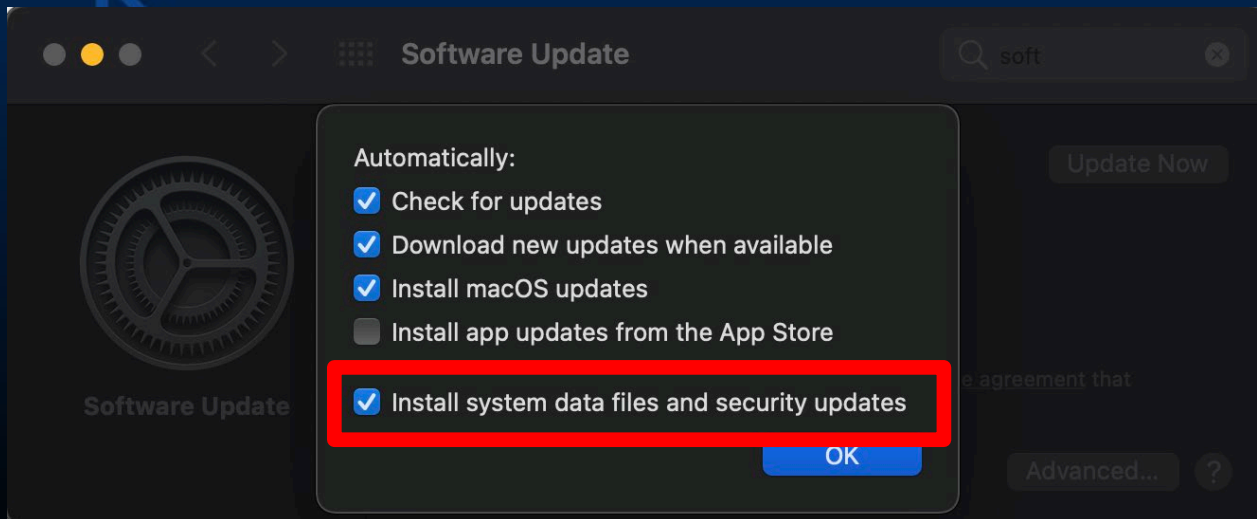 Software Update
soft
Automatically:
Update Now
Check for updates
Download new updates when available
Install macOS updates
Install app updates from the App Store
agreement that
Install system data files and security updates
Software Update
OK
Advanced...
?